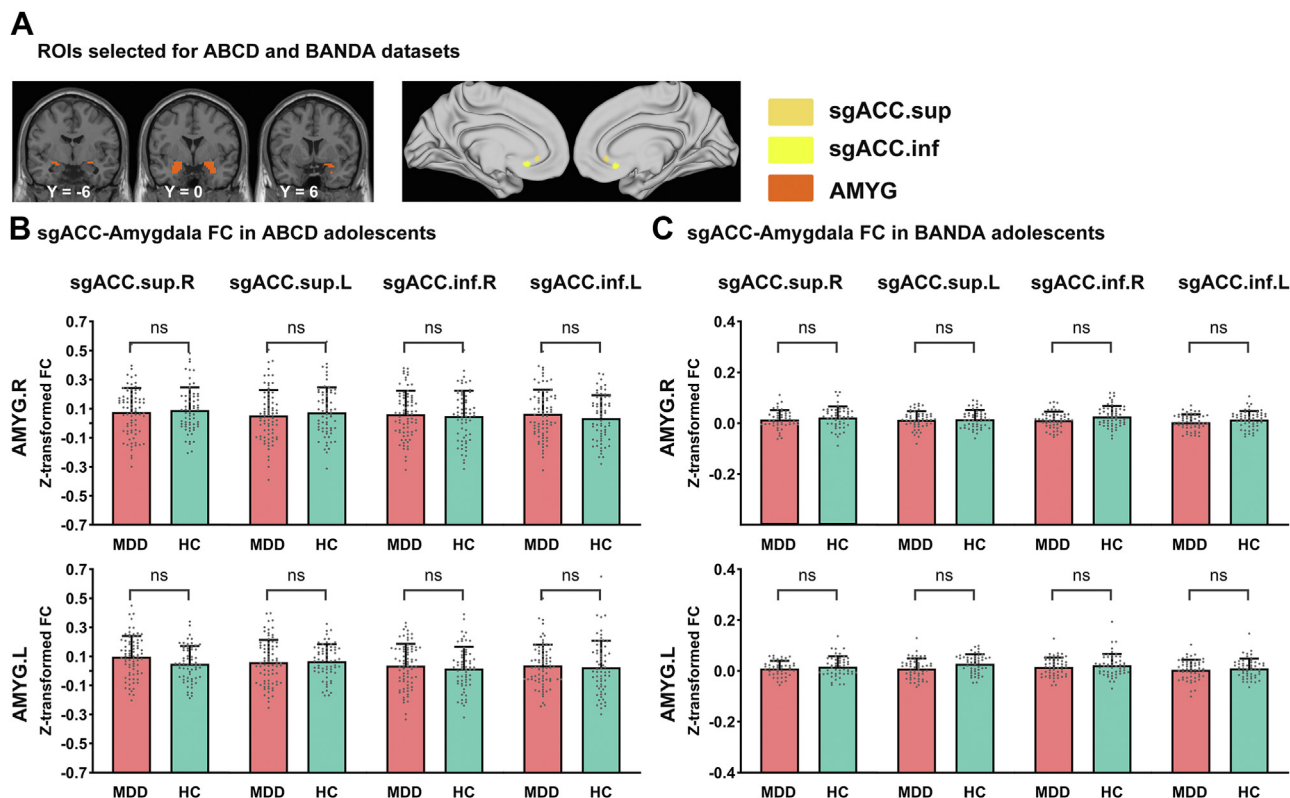 A
ROIs selected for ABCD and BANDA datasets
Y = -6
Y = 0
Y = 6
sgACC.sup
sgACC.inf
AMYG
B sgACC-Amygdala FC in ABCD adolescents
sgACC.sup.R sgACC.sup.L sgACC.inf.R sgACC.inf.L
AMYG.R
Z-transformed FC
0.7
0.5
0.3
0.1
-0.1
-0.3
-0.5
-0.7
ns ns ns ns
MDD HC MDD HC MDD HC MDD HC
AMYG.L
Z-transformed FC
0.7
0.5
0.3
0.1
-0.1
-0.3
-0.5
-0.7
ns ns ns ns
MDD HC MDD HC MDD HC MDD HC
C sgACC-Amygdala FC in BANDA adolescents
sgACC.sup.R sgACC.sup.L sgACC.inf.R sgACC.inf.L
AMYG.R
Z-transformed FC
0.4
0.2
0.0
-0.2
ns ns ns ns
MDD HC MDD HC MDD HC MDD HC
AMYG.L
Z-transformed FC
0.4
0.2
0.0
-0.2
-0.4
ns ns ns ns
MDD HC MDD HC MDD HC MDD HC